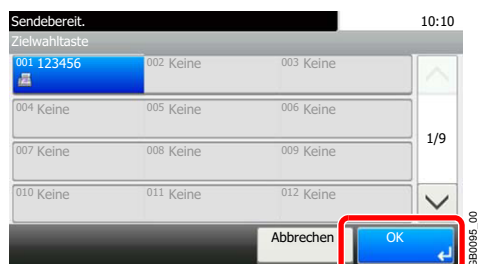 Sendebereit. 10:10
Zielwahltaste
001 123456 002 Keine 003 Keine
004 Keine 005 Keine 006 Keine
1/9
007 Keine 008 Keine 009 Keine
010 Keine 011 Keine 012 Keine
Abbrechen OK
GB0095_00